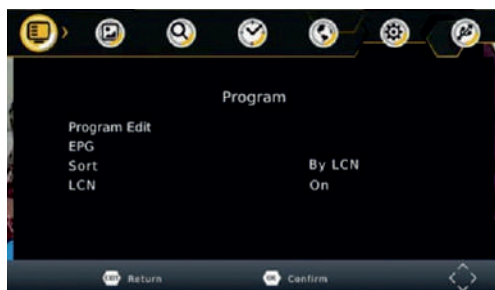 Program
Program Edit
EPG
Sort By LCN
LCN On
EXIT Return OK Confirm